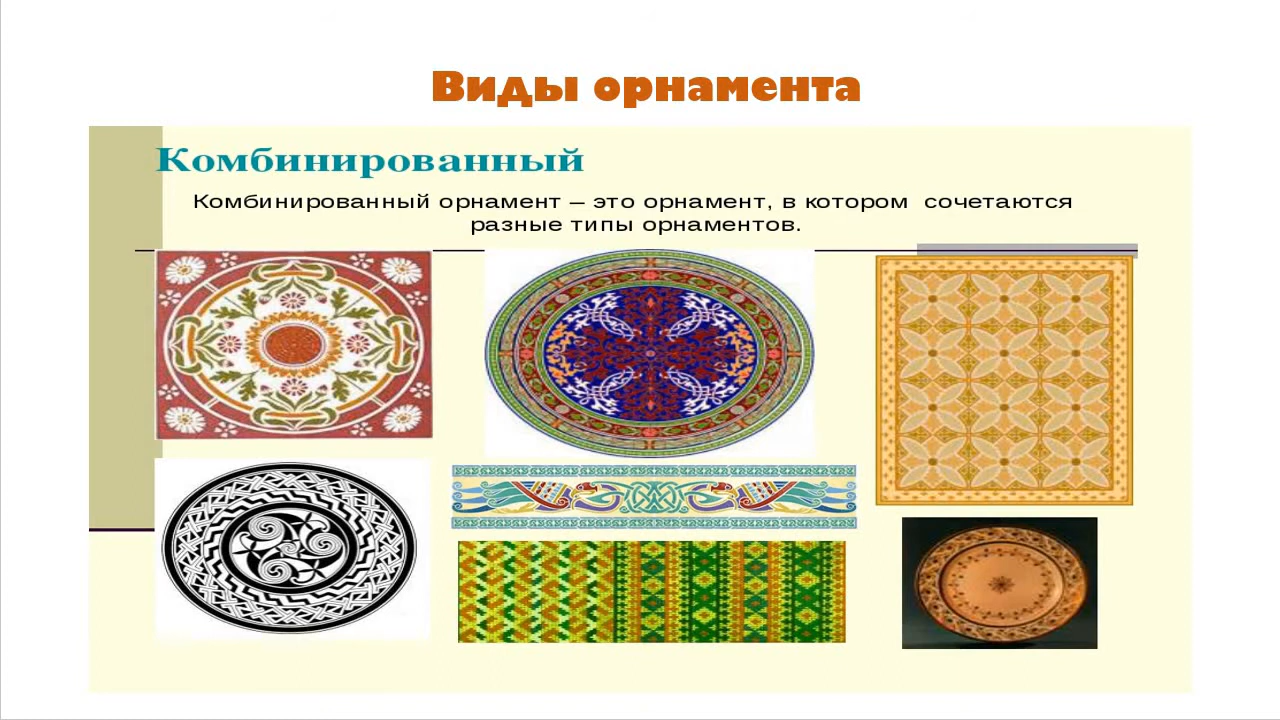 Виды орнамента
Комбинированный
Комбинированный орнамент – это орнамент, в котором сочетаются
разные типы орнаментов.